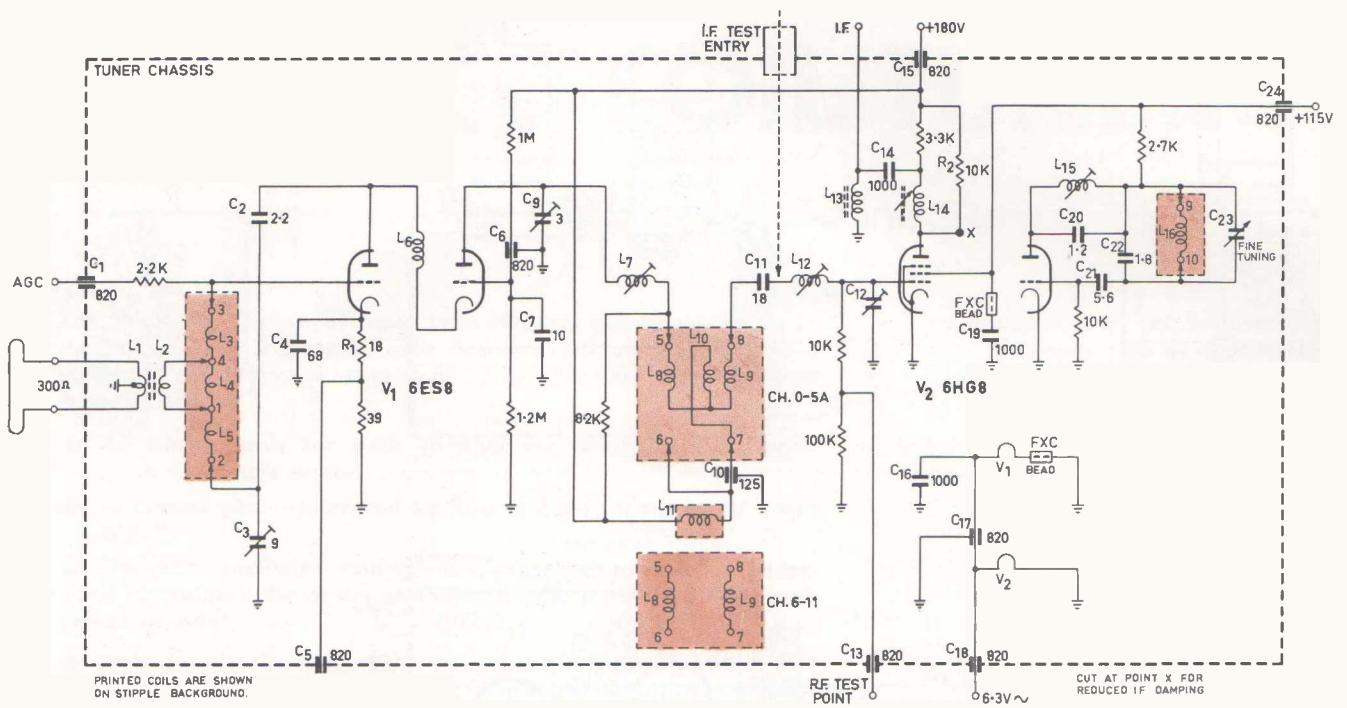 I.F. TEST
ENTRY
I.F.
+180V
TUNER CHASSIS
C15
820
C24
820
+115V
1M
3.3K
2.7K
C2
2.2
C9
3
C14
1000
R2
10K
L15
L6
C6
820
L13
L14
X
C20
1.2
C22
1.8
9
L16
10
C23
FINE
TUNING
AGC
C1
820
2.2K
L7
C11
18
L12
C12
C21
5.6
3
L3
4
L4
1
L5
2
C4
68
R1
18
C7
10
FXC
BEAD
C19
1000
10K
L1
L2
300Ω
V1 6ES8
V2 6HG8
5
L10
8
L8
L9
10K
39
1.2M
8.2K
CH. 0-5A
6
7
100K
C10
125
C16
1000
V1
FXC
BEAD
C3
9
L11
C17
820
V2
5
8
L8
L9
CH. 6-11
6
7
C5
820
C13
820
C18
820
PRINTED COILS ARE SHOWN
ON STIPPLE BACKGROUND.
R.F. TEST
POINT
6.3V~
CUT AT POINT X FOR
REDUCED IF DAMPING